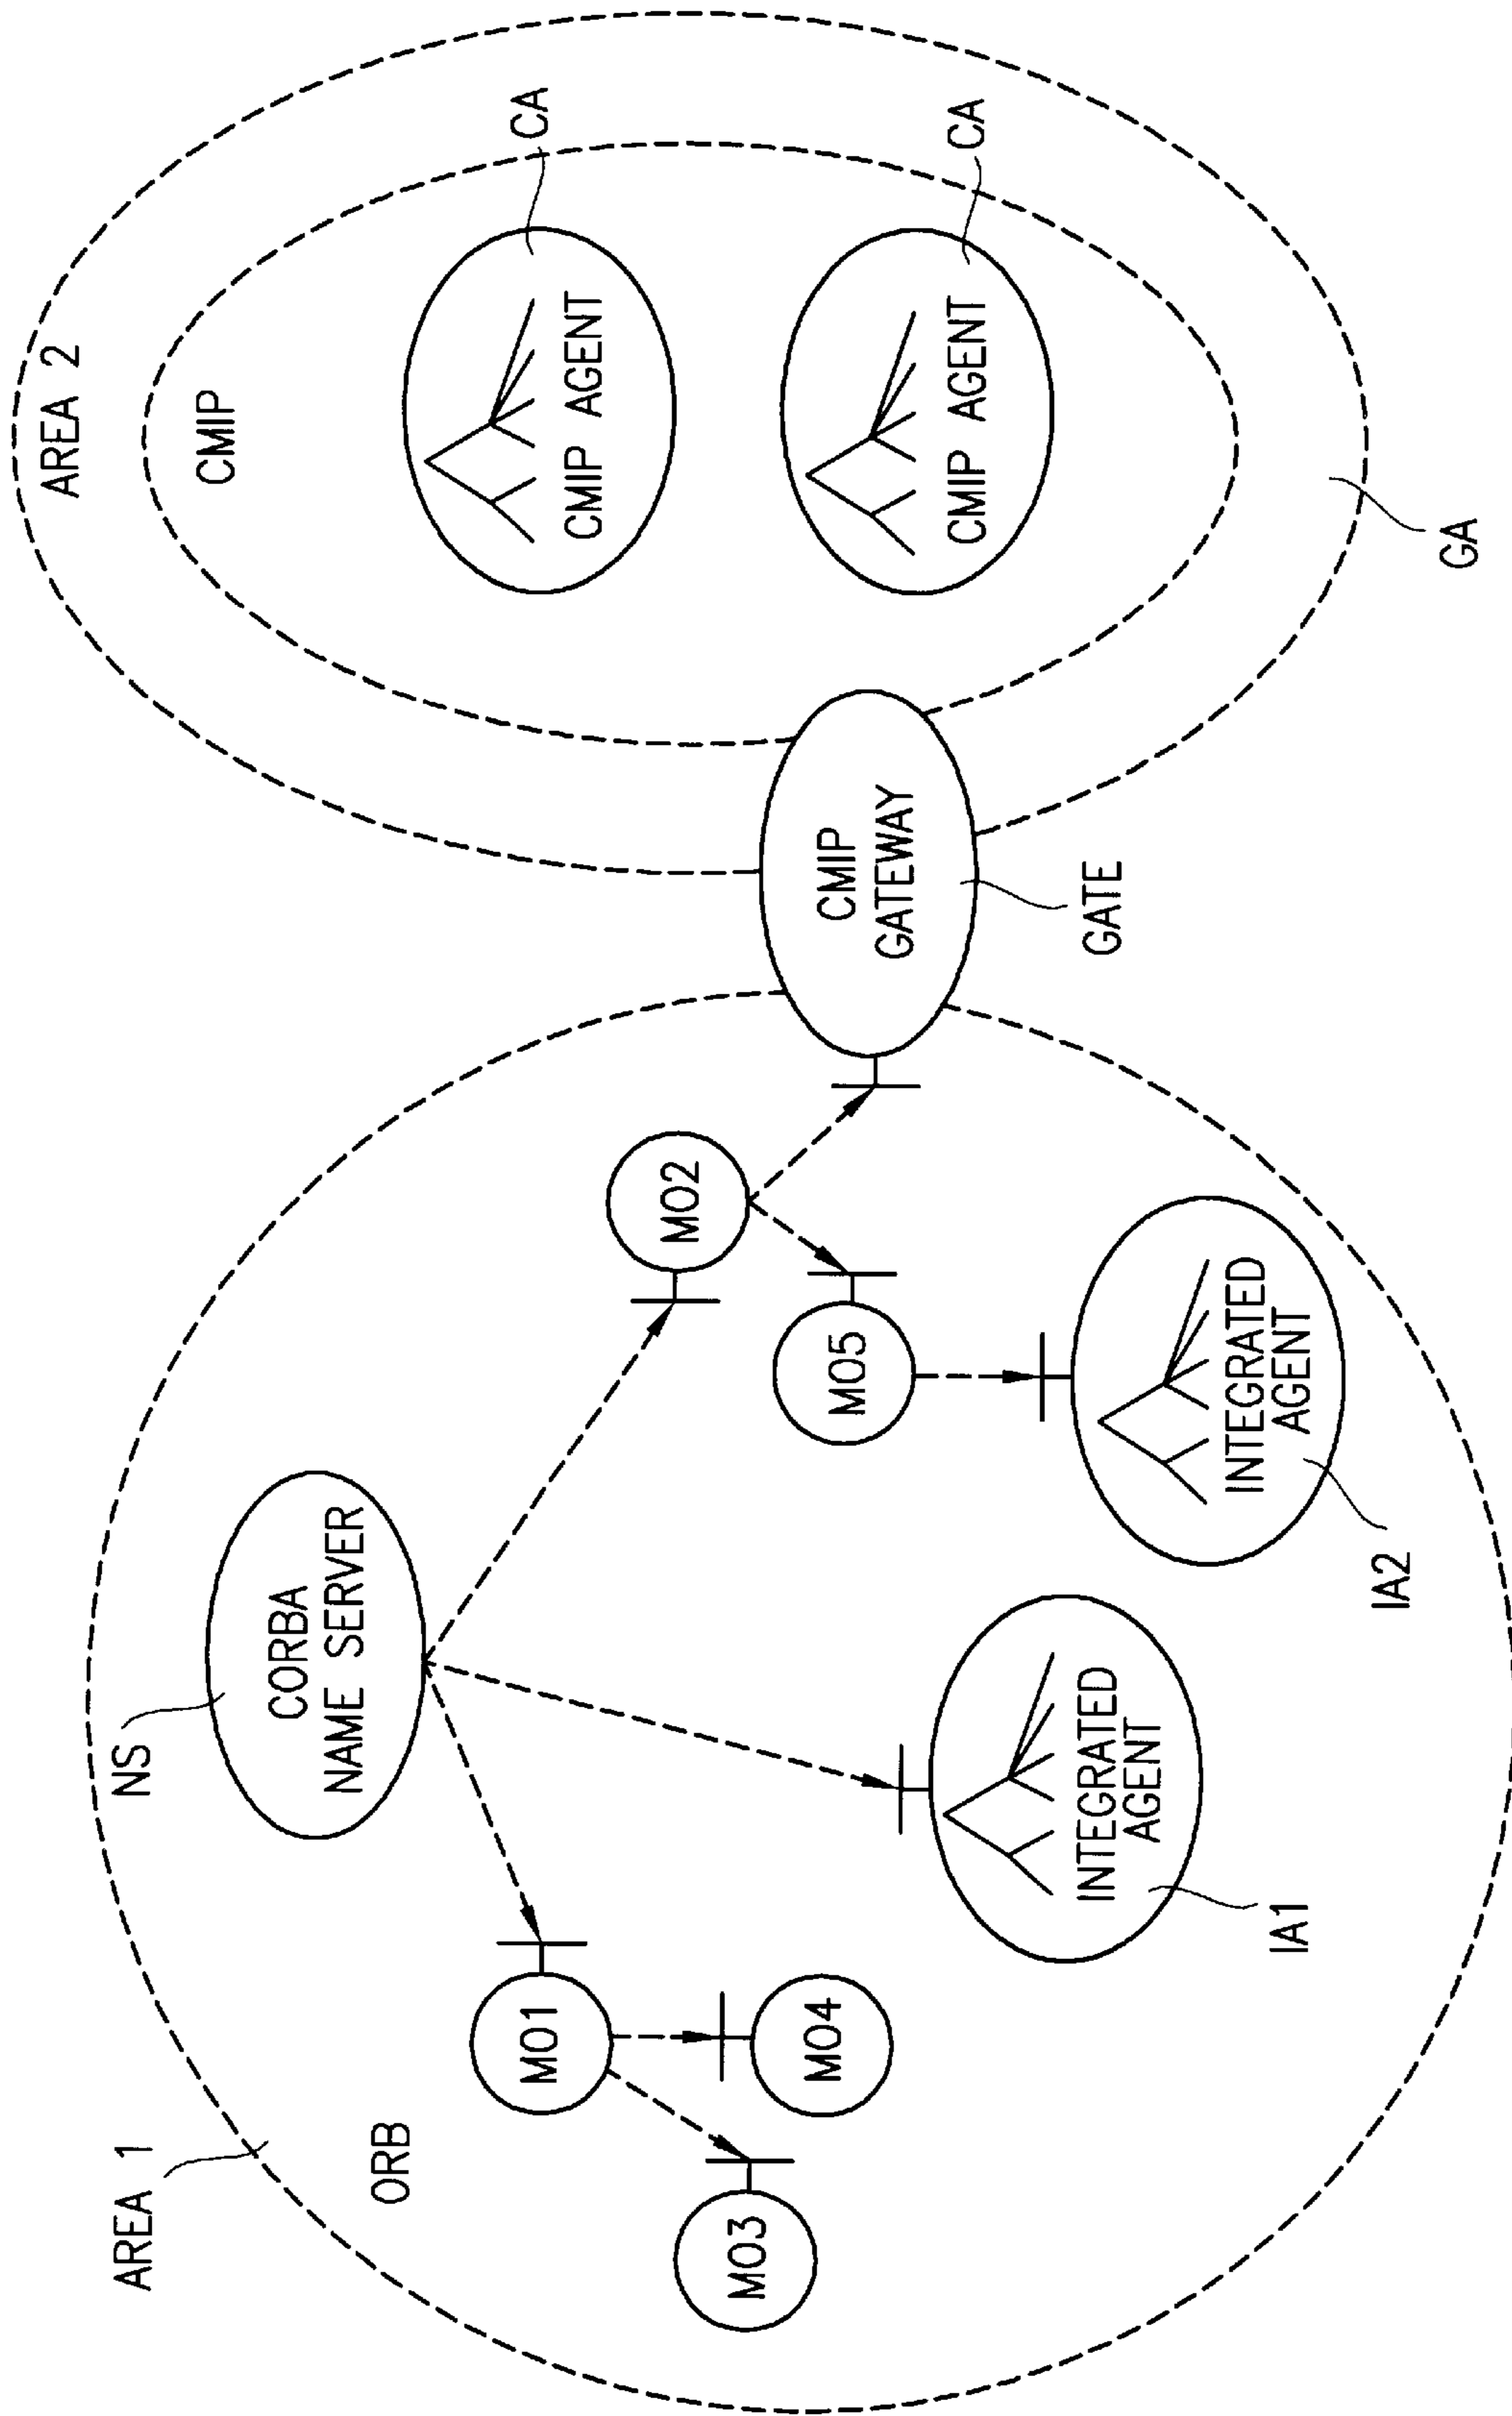 AREA 1
ORB
NS
CORBA
NAME SERVER
MO1
MO2
MO3
MO4
MO5
INTEGRATED
AGENT
IA1
INTEGRATED
AGENT
IA2
CMIP
GATEWAY
GATE
AREA 2
CMIP
CMIP AGENT
CA
CMIP AGENT
CA
GA